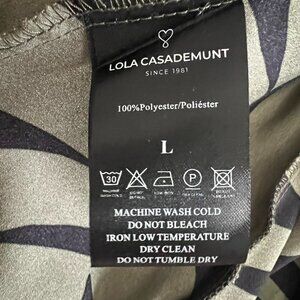 LOLA CASADEMUNT
SINCE 1981
100%Polyester/Poliéster
L
30
P
MACHINE WASH COLD
DO NOT BLEACH
IRON LOW TEMPERATURE
DRY CLEAN
DO NOT TUMBLE DRY